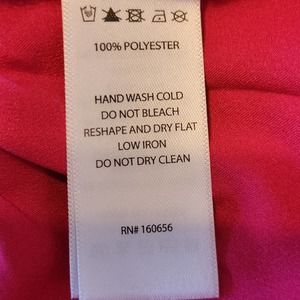 100% POLYESTER
HAND WASH COLD
DO NOT BLEACH
RESHAPE AND DRY FLAT
LOW IRON
DO NOT DRY CLEAN
RN# 160656